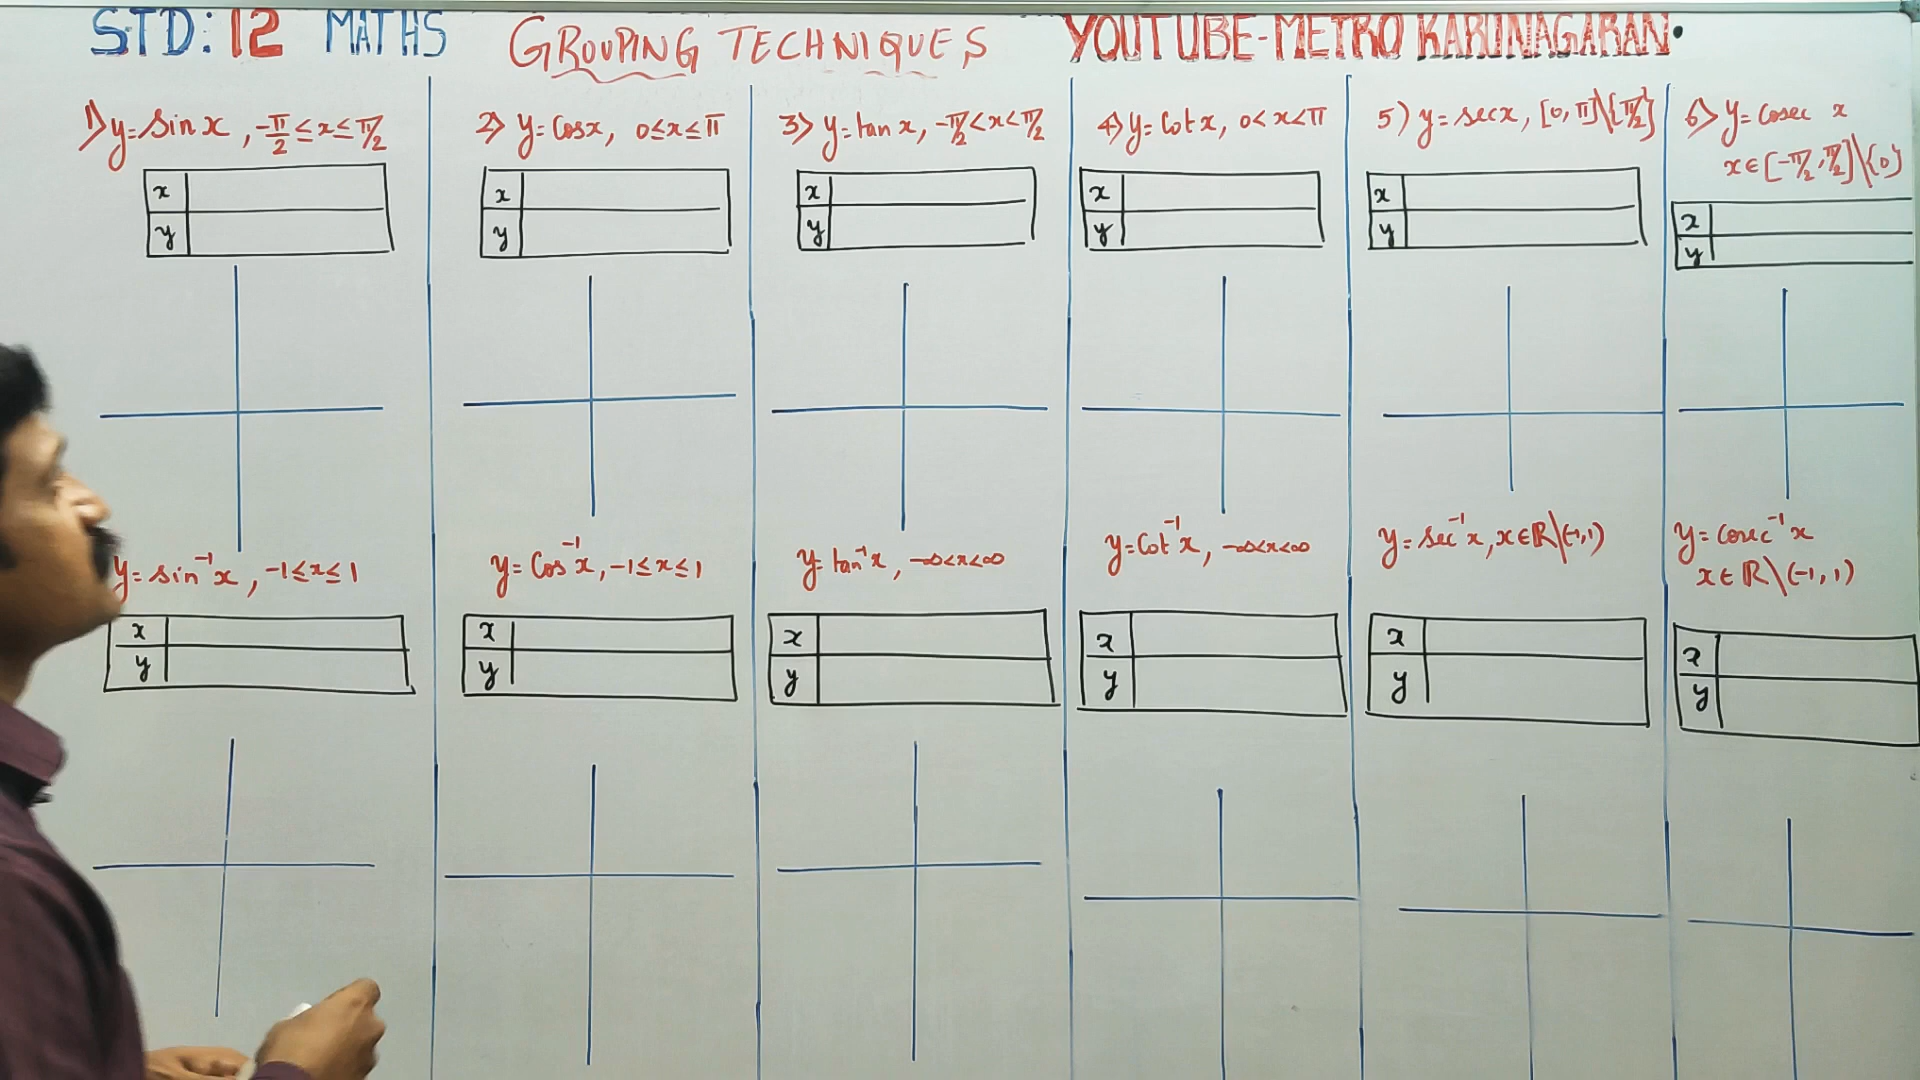 STD: 12 MATHS GROUPING TECHNIQUES YOUTUBE-METRO KARUNAGARAN.
1) y=sin x, -π/2 ≤ x ≤ π/2
x
y
2) y=cosx, 0≤x≤π
x
y
3) y=tan x, -π/2<x<π/2
x
y
4) y=cot x, 0<x<π
x
y
5) y=secx, [0,π]\{π/2}
x
y
6) y=cosec x
x∈[-π/2,π/2]\{0}
x
y
y=sin⁻¹x, -1≤x≤1
x
y
y=cos⁻¹x, -1≤x≤1
x
y
y=tan⁻¹x, -∞<x<∞
x
y
y=cot⁻¹x, -∞<x<∞
x
y
y=sec⁻¹x, x∈ℝ\(-1,1)
x
y
y=cosec⁻¹x
x∈ℝ\(-1,1)
x
y